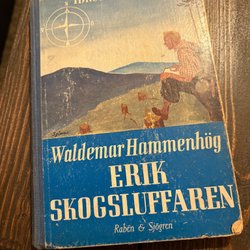 Waldemar Hammenhög
ERIK
SKOGSLUFFAREN
Rabén & Sjögren